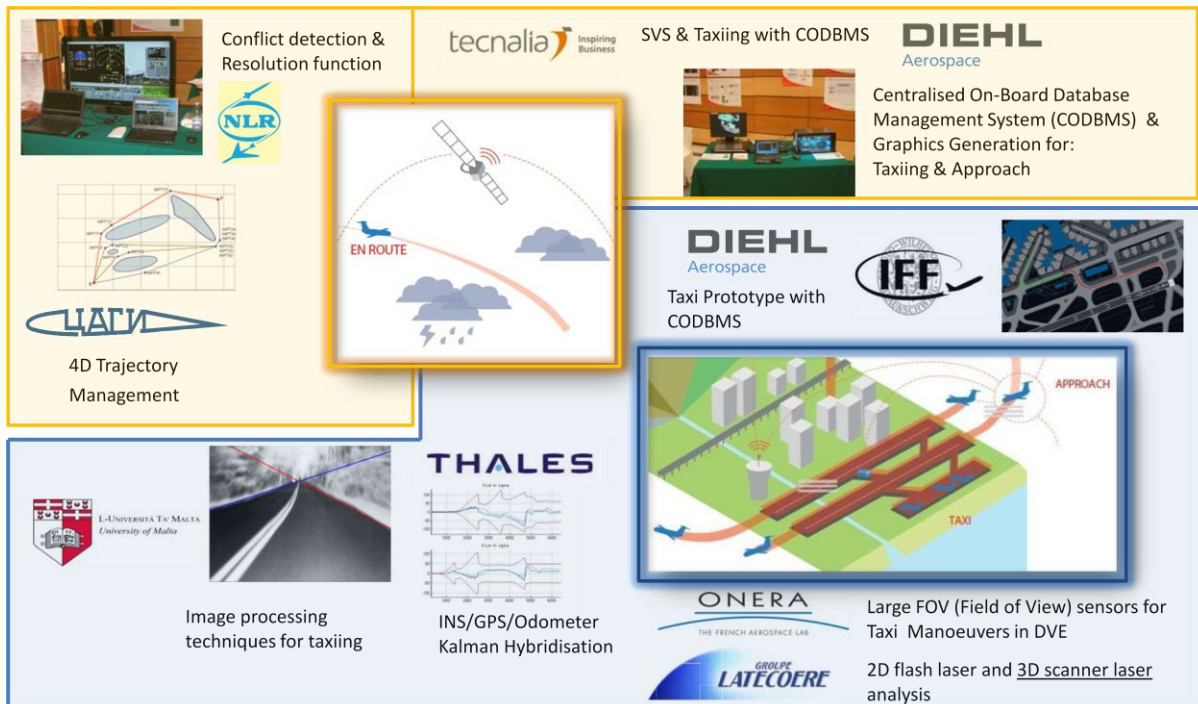 Conflict detection &
Resolution function
NLR
ЦАГИ
4D Trajectory
Management
tecnalia Inspiring
Business
SVS & Taxiing with CODBMS
DIEHL
Aerospace
Centralised On-Board Database
Management System (CODBMS) &
Graphics Generation for:
Taxiing & Approach
EN ROUTE
DIEHL
Aerospace
IFF
Taxi Prototype with
CODBMS
APPROACH
TAXI
L-UNIVERSITÀ TA' MALTA
University of Malta
Image processing
techniques for taxiing
THALES
INS/GPS/Odometer
Kalman Hybridisation
ONERA
THE FRENCH AEROSPACE LAB
Large FOV (Field of View) sensors for
Taxi Manoeuvers in DVE
GROUPE
LATECOERE
2D flash laser and 3D scanner laser
analysis